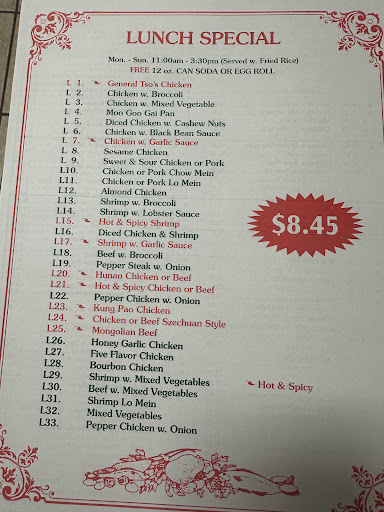 LUNCH SPECIAL
Mon. - Sun. 11:00am - 3:30pm (Served w. Fried Rice)
FREE 12 oz. CAN SODA OR EGG ROLL
L 1. General Tso's Chicken
L 2. Chicken w. Broccoli
L 3. Chicken w. Mixed Vegetable
L 4. Moo Goo Gai Pan
L 5. Diced Chicken w. Cashew Nuts
L 6. Chicken w. Black Bean Sauce
L 7. Chicken w. Garlic Sauce
L 8. Sesame Chicken
L 9. Sweet & Sour Chicken or Pork
L10. Chicken or Pork Chow Mein
L11. Chicken or Pork Lo Mein
L12. Almond Chicken
L13. Shrimp w. Broccoli
L14. Shrimp w. Lobster Sauce
L15. Hot & Spicy Shrimp
L16. Diced Chicken & Shrimp
L17. Shrimp w. Garlic Sauce
L18. Beef w. Broccoli
L19. Pepper Steak w. Onion
L20. Hunan Chicken or Beef
L21. Hot & Spicy Chicken or Beef
L22. Pepper Chicken w. Onion
L23. Kung Pao Chicken
L24. Chicken or Beef Szechuan Style
L25. Mongolian Beef
L26. Honey Garlic Chicken
L27. Five Flavor Chicken
L28. Bourbon Chicken
L29. Shrimp w. Mixed Vegetables
L30. Beef w. Mixed Vegetables
L31. Shrimp Lo Mein
L32. Mixed Vegetables
L33. Pepper Chicken w. Onion
$8.45
Hot & Spicy